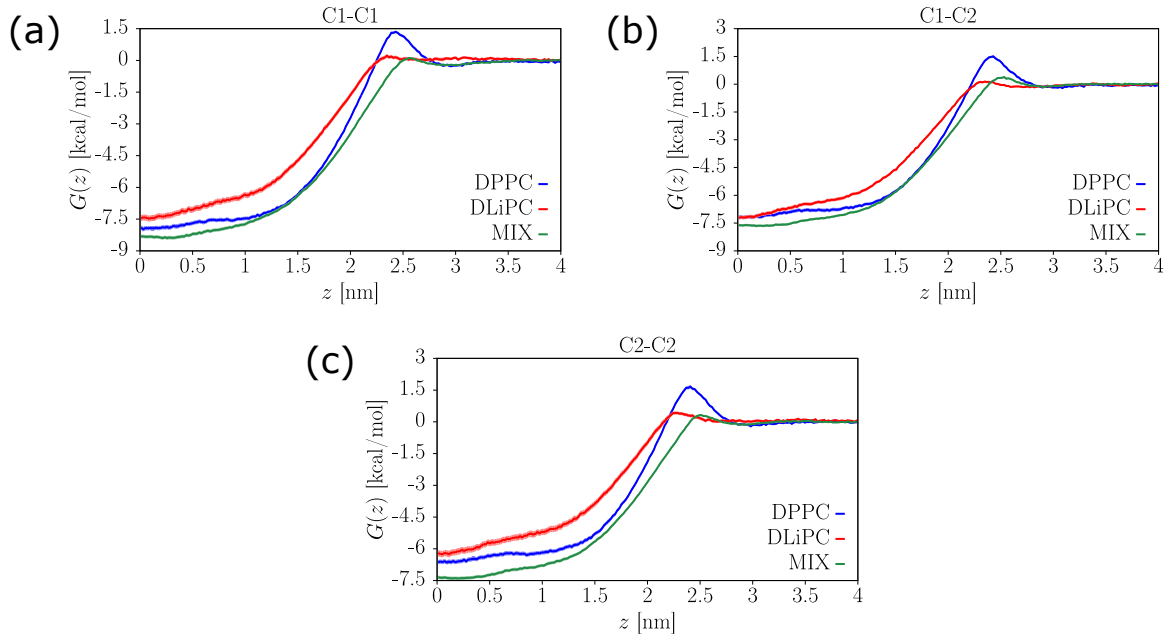 (a)
C1-C1
G(z) [kcal/mol]
1.5
0
-1.5
-3
-4.5
-6
-7.5
-9
DPPC
DLiPC
MIX
0 0.5 1 1.5 2 2.5 3 3.5 4
z [nm]
(b)
C1-C2
G(z) [kcal/mol]
3
1.5
0
-1.5
-3
-4.5
-6
-7.5
-9
DPPC
DLiPC
MIX
0 0.5 1 1.5 2 2.5 3 3.5 4
z [nm]
(c)
C2-C2
G(z) [kcal/mol]
3
1.5
0
-1.5
-3
-4.5
-6
-7.5
DPPC
DLiPC
MIX
0 0.5 1 1.5 2 2.5 3 3.5 4
z [nm]